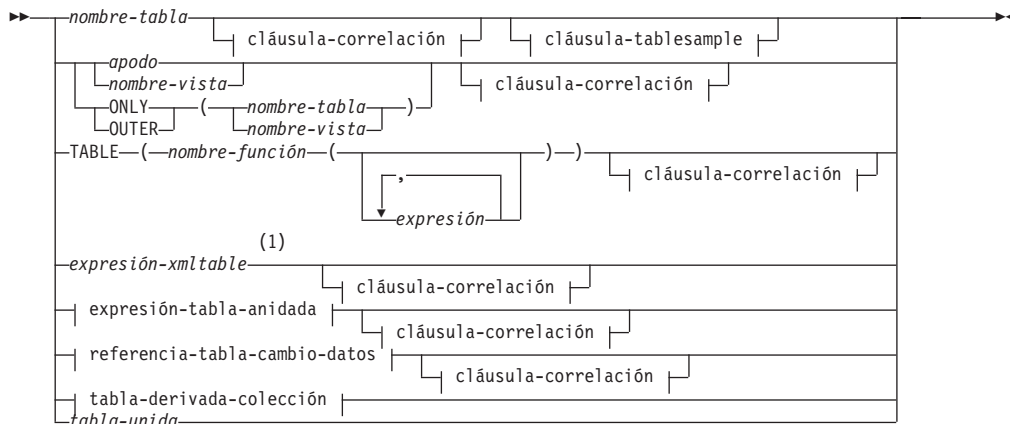 nombre-tabla
cláusula-correlación cláusula-tablesample
apodo
nombre-vista cláusula-correlación
ONLY ( nombre-tabla )
OUTER nombre-vista
TABLE ( nombre-función ( ) )
, cláusula-correlación
expresión
(1)
expresión-xmltable
cláusula-correlación
expresión-tabla-anidada
cláusula-correlación
referencia-tabla-cambio-datos
cláusula-correlación
tabla-derivada-colección
tabla-unida